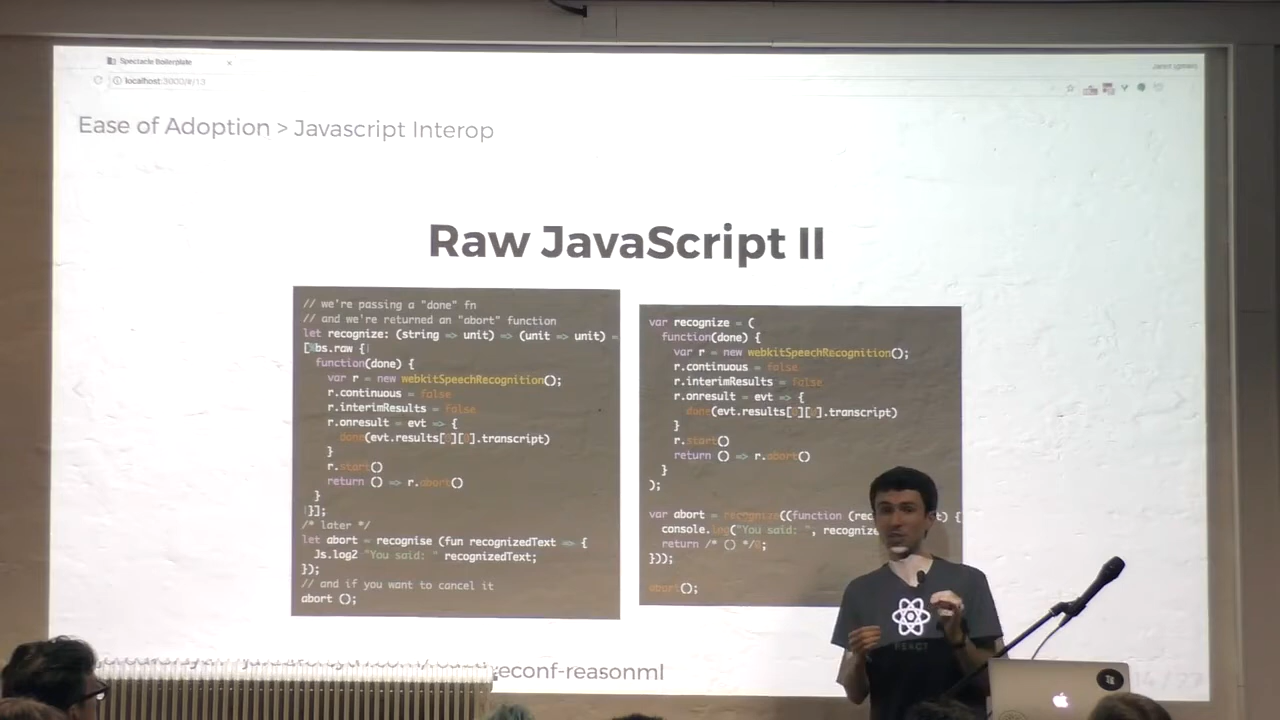 Spectacle Boilerplate
localhost:3000/#/13
Ease of Adoption > Javascript Interop
Raw JavaScript II
// we're passing a "done" fn
// and we're returned an "abort" function
let recognize: (string => unit) => (unit => unit) =
[%bs.raw {|
function(done) {
var r = new webkitSpeechRecognition();
r.continuous = false
r.interimResults = false
r.onresult = evt => {
done(evt.results[0][0].transcript)
}
r.start()
return () => r.abort()
}
|}];
/* later */
let abort = recognise (fun recognizedText => {
Js.log2 "You said: " recognizedText;
});
// and if you want to cancel it
abort ();
var recognize = (
function(done) {
var r = new webkitSpeechRecognition();
r.continuous = false
r.interimResults = false
r.onresult = evt => {
done(evt.results[0][0].transcript)
}
r.start()
return () => r.abort()
}
);
var abort = recognize((function (rec t) {
console.log("You said: ", recognize
return /* () */0;
}));
abort();
econf-reasonml
14 / 27
REACT